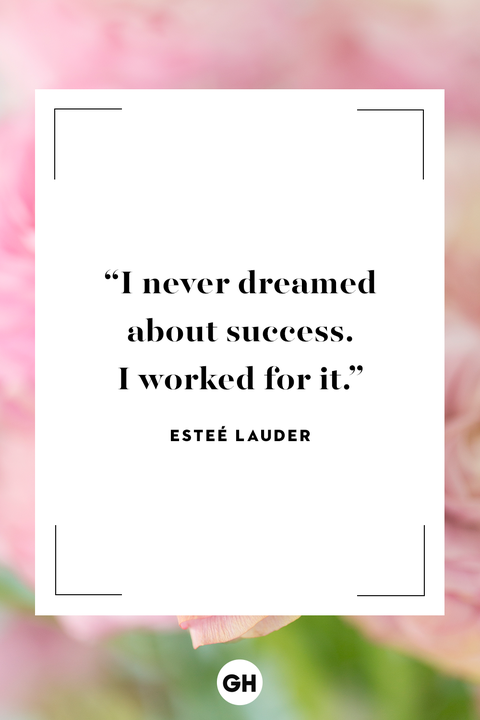 “I never dreamed
about success.
I worked for it.”
ESTEÉ LAUDER
GH